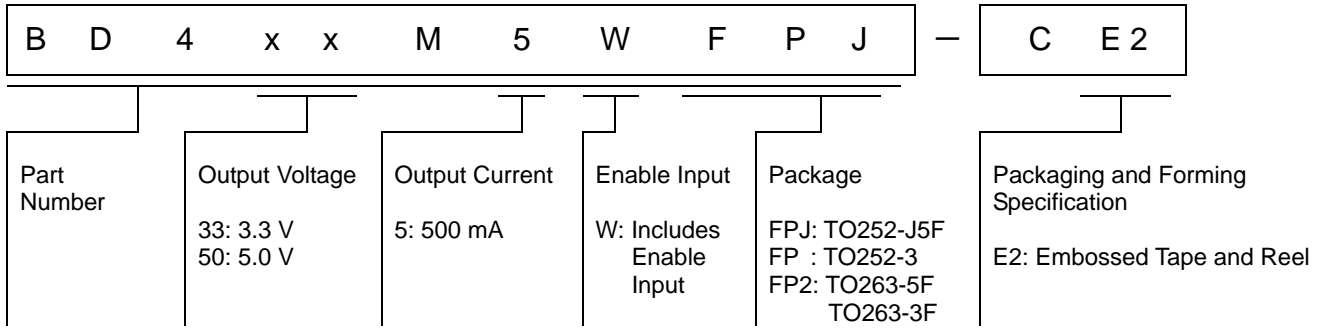 B D 4 x x M 5 W F P J – C E 2
Part Number
Output Voltage
33: 3.3 V
50: 5.0 V
Output Current
5: 500 mA
Enable Input
W: Includes
Enable
Input
Package
FPJ: TO252-J5F
FP : TO252-3
FP2: TO263-5F
TO263-3F
Packaging and Forming
Specification
E2: Embossed Tape and Reel